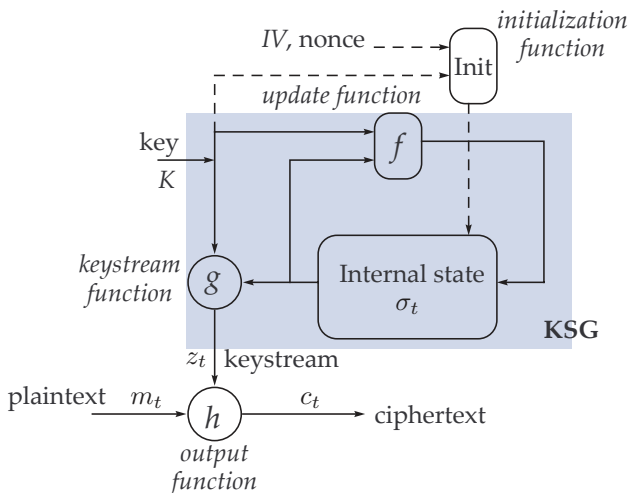 initialization
function
IV, nonce
Init
update function
key
K
f
keystream
function
g
Internal state
σt
KSG
zt keystream
plaintext
mt
h
ct
ciphertext
output
function